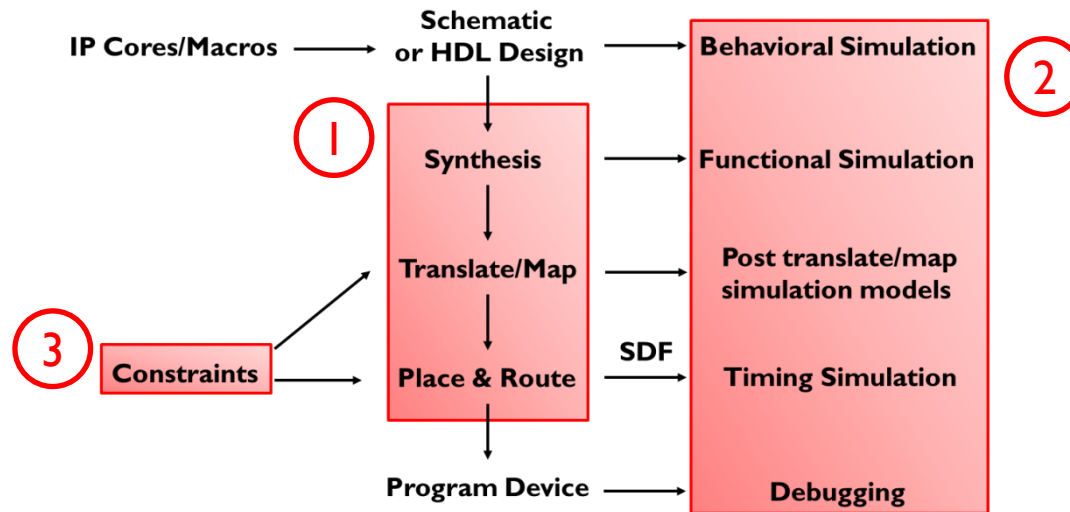 IP Cores/Macros
Schematic
or HDL Design
Behavioral Simulation
2
1
Synthesis
Functional Simulation
Translate/Map
Post translate/map
simulation models
3
Constraints
Place & Route
SDF
Timing Simulation
Program Device
Debugging